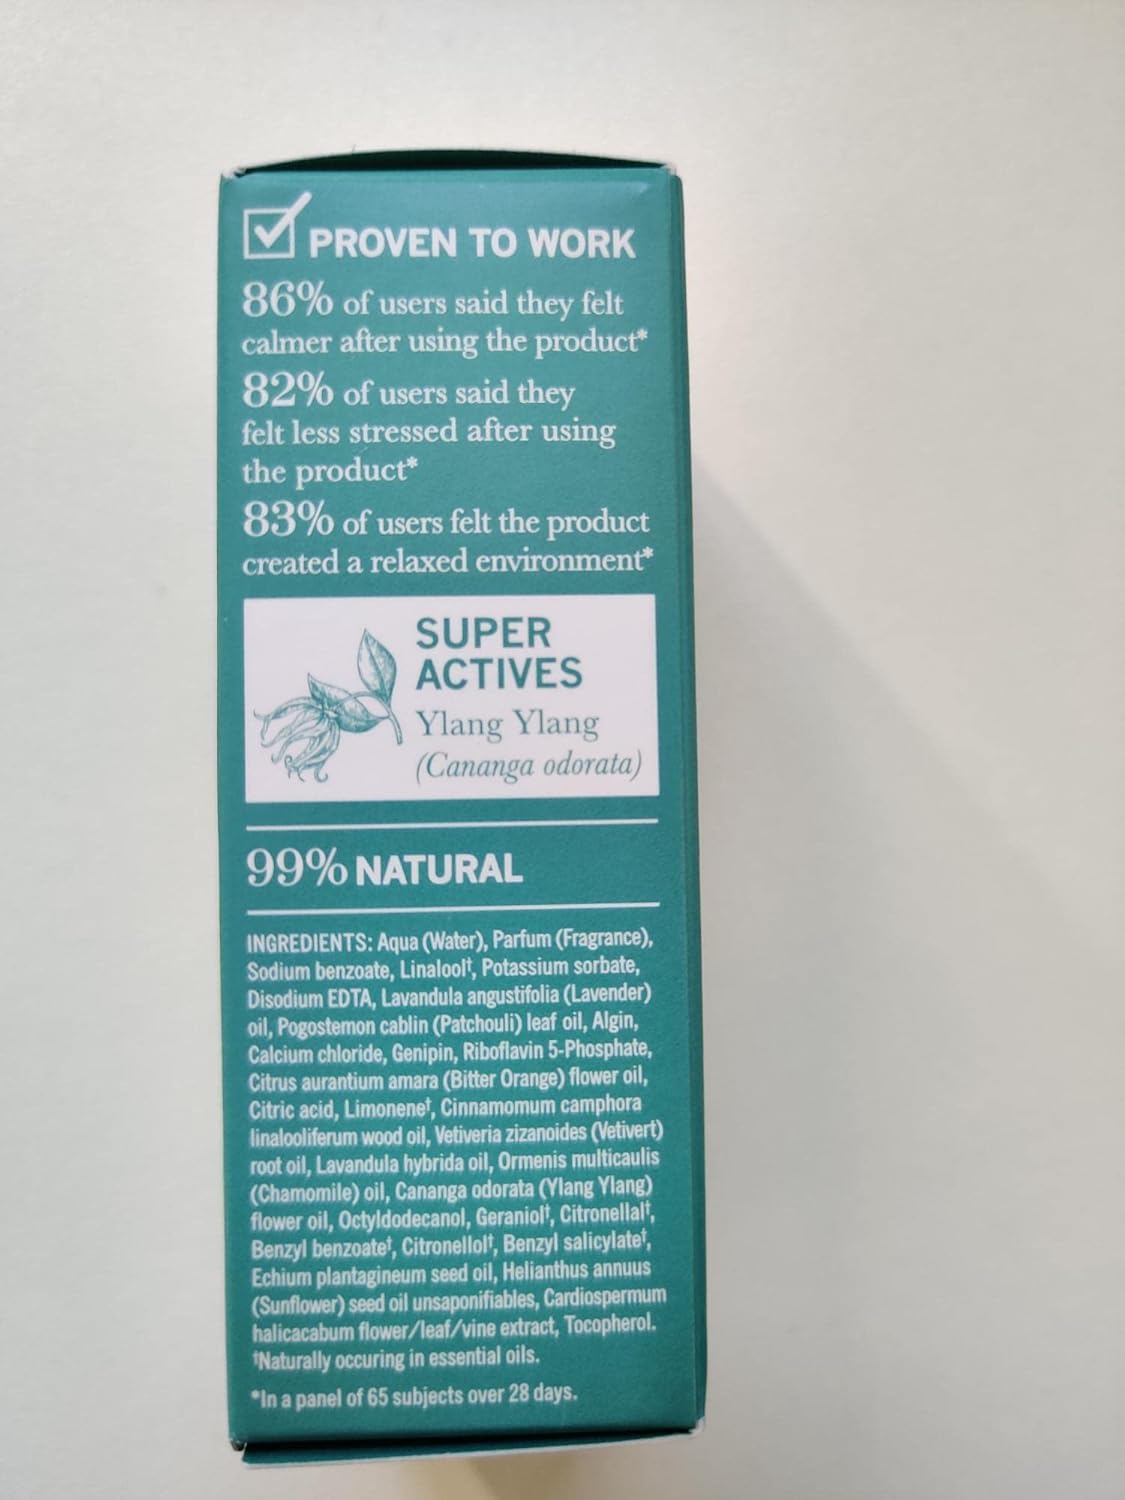 PROVEN TO WORK
86% of users said they felt
calmer after using the product*
82% of users said they
felt less stressed after using
the product*
83% of users felt the product
created a relaxed environment*
SUPER
ACTIVES
Ylang Ylang
(Cananga odorata)
99% NATURAL
INGREDIENTS: Aqua (Water), Parfum (Fragrance),
Sodium benzoate, Linalool†, Potassium sorbate,
Disodium EDTA, Lavandula angustifolia (Lavender)
oil, Pogostemon cablin (Patchouli) leaf oil, Algin,
Calcium chloride, Genipin, Riboflavin 5-Phosphate,
Citrus aurantium amara (Bitter Orange) flower oil,
Citric acid, Limonene†, Cinnamomum camphora
linalooliferum wood oil, Vetiveria zizanoides (Vetivert)
root oil, Lavandula hybrida oil, Ormenis multicaulis
(Chamomile) oil, Cananga odorata (Ylang Ylang)
flower oil, Octyldodecanol, Geraniol†, Citronellal†,
Benzyl benzoate†, Citronellol†, Benzyl salicylate†,
Echium plantagineum seed oil, Helianthus annuus
(Sunflower) seed oil unsaponifiables, Cardiospermum
halicacabum flower/leaf/vine extract, Tocopherol.
†Naturally occuring in essential oils.
*In a panel of 65 subjects over 28 days.